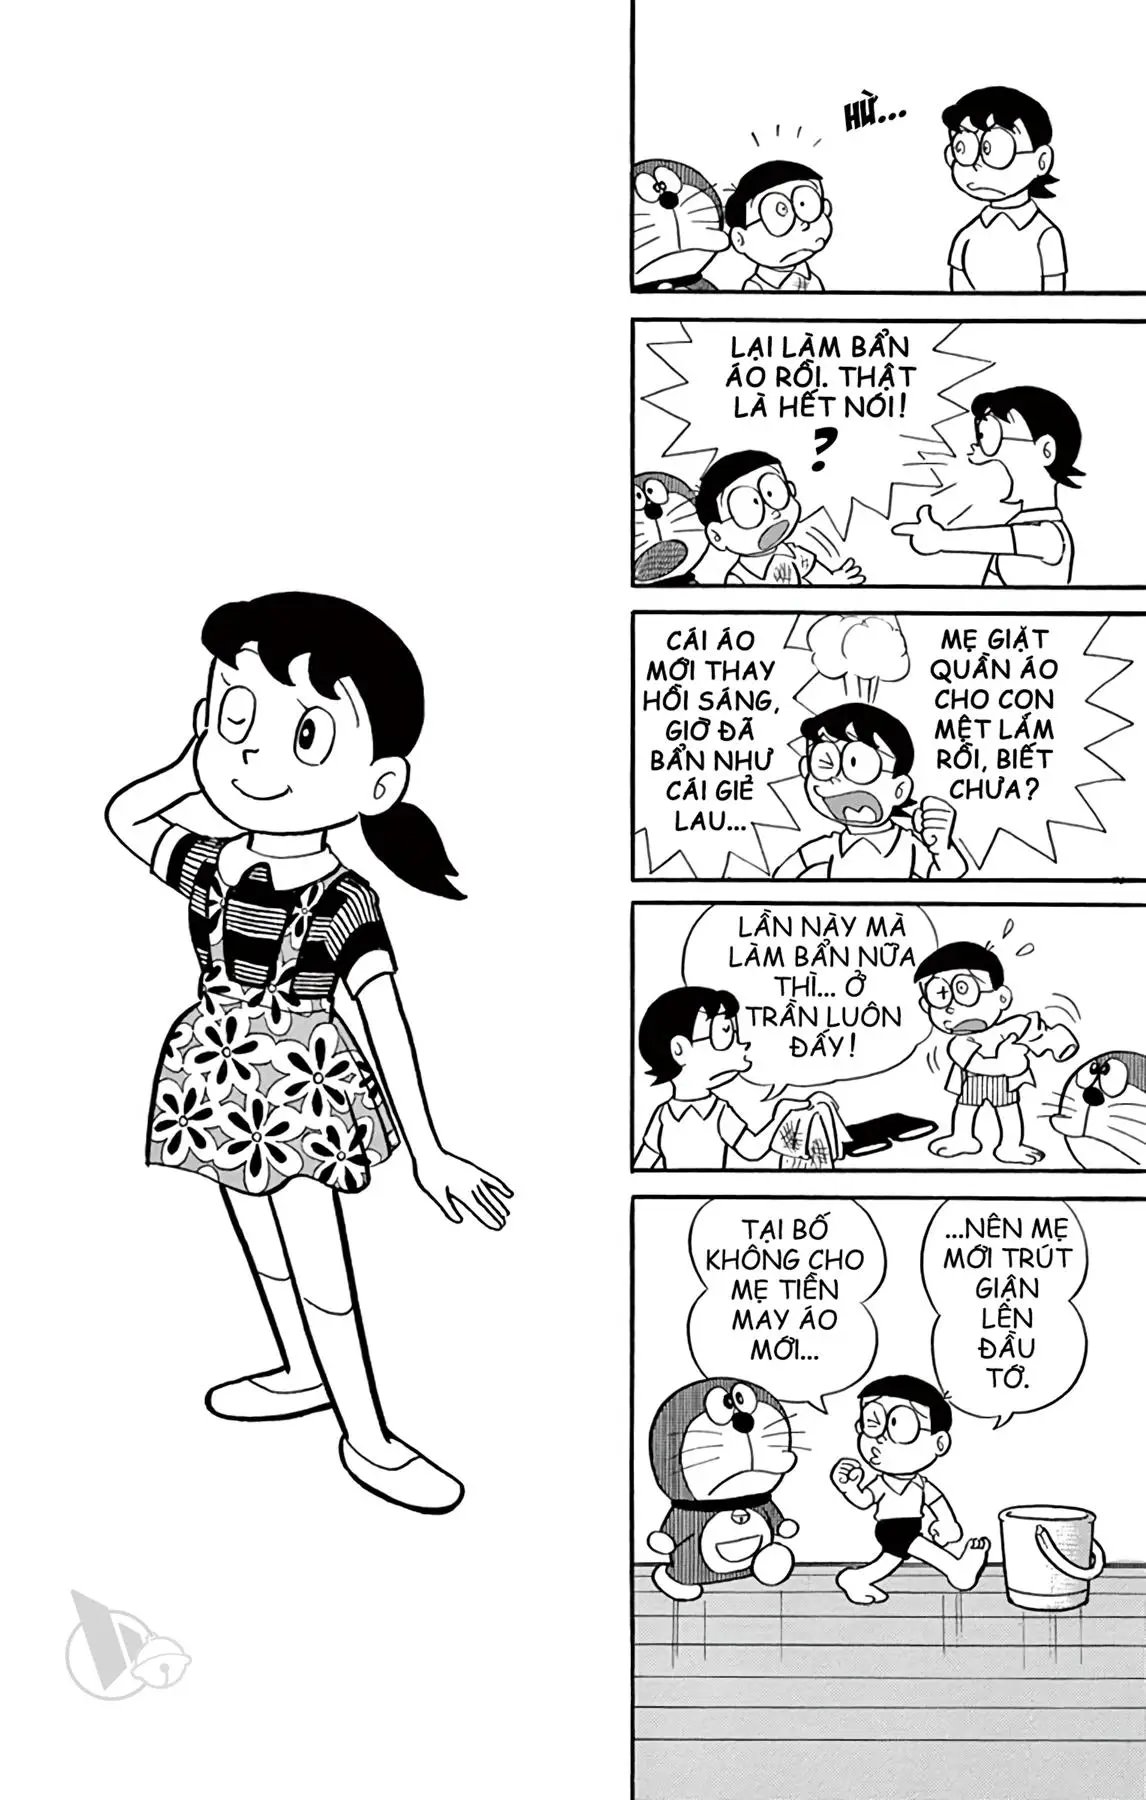 HỪ...
LẠI LÀM BẨN
ÁO RỒI. THẬT
LÀ HẾT NÓI!
?
MẸ GIẶT
QUẦN ÁO
CHO CON
MỆT LẮM
RỒI, BIẾT
CHƯA?
CÁI ÁO
MỚI THAY
HỒI SÁNG,
GIỜ ĐÃ
BẨN NHƯ
CÁI GIẺ
LAU...
LẦN NÀY MÀ
LÀM BẨN NỮA
THÌ... Ở
TRẦN LUÔN
ĐẤY!
TẠI BỐ
KHÔNG CHO
MẸ TIỀN
MAY ÁO
MỚI...
...NÊN MẸ
MỚI TRÚT
GIẬN
LÊN
ĐẦU
TỚ.